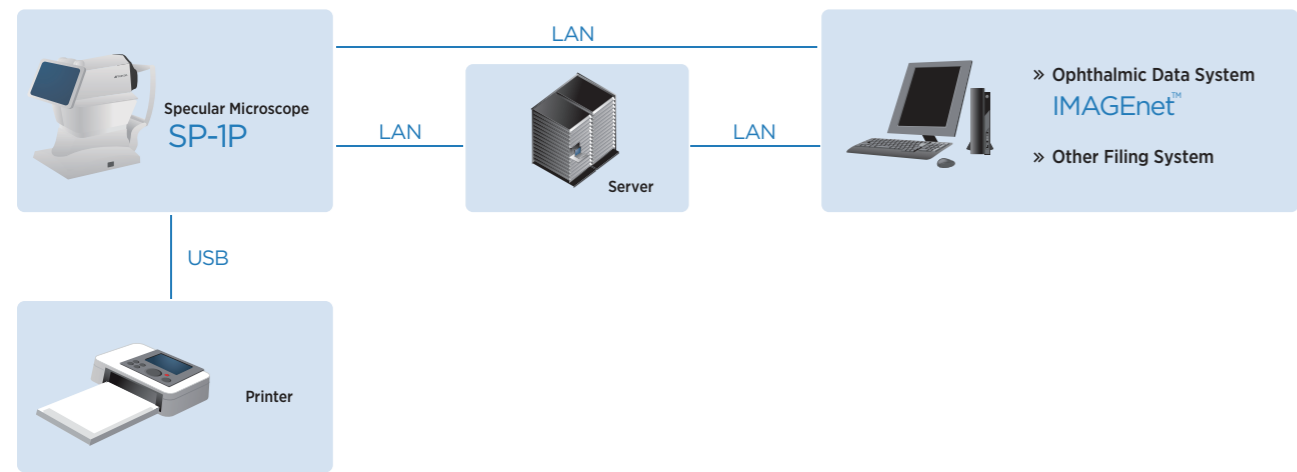 LAN
Specular Microscope
SP-1P
LAN
Server
LAN
» Ophthalmic Data System
IMAGEnet™
» Other Filing System
USB
Printer